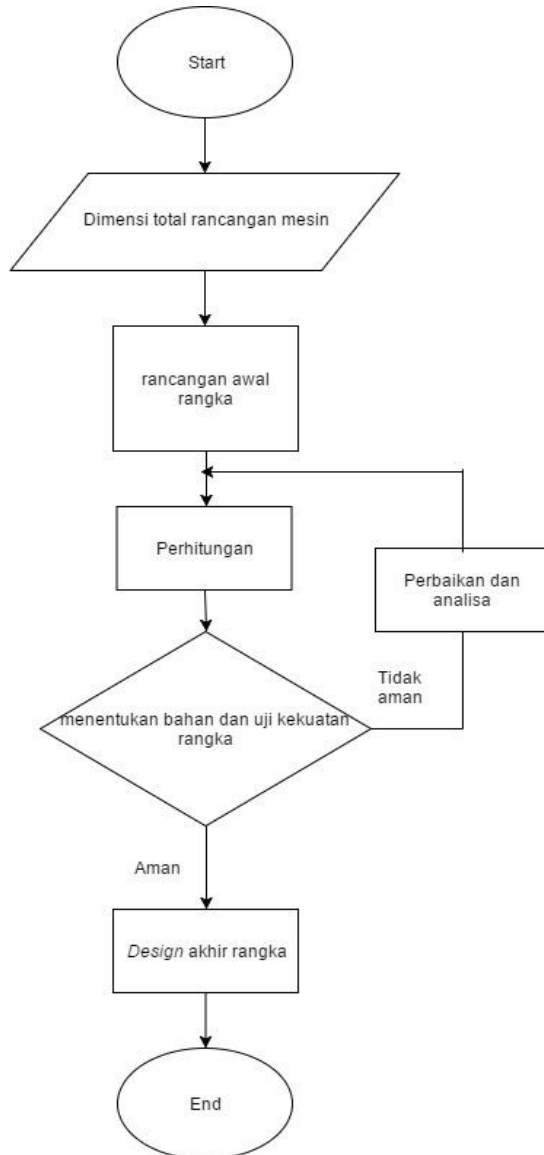 Start
Dimensi total rancangan mesin
rancangan awal
rangka
Perhitungan
Perbaikan dan
analisa
Tidak
aman
menentukan bahan dan uji kekuatan
rangka
Aman
Design akhir rangka
End